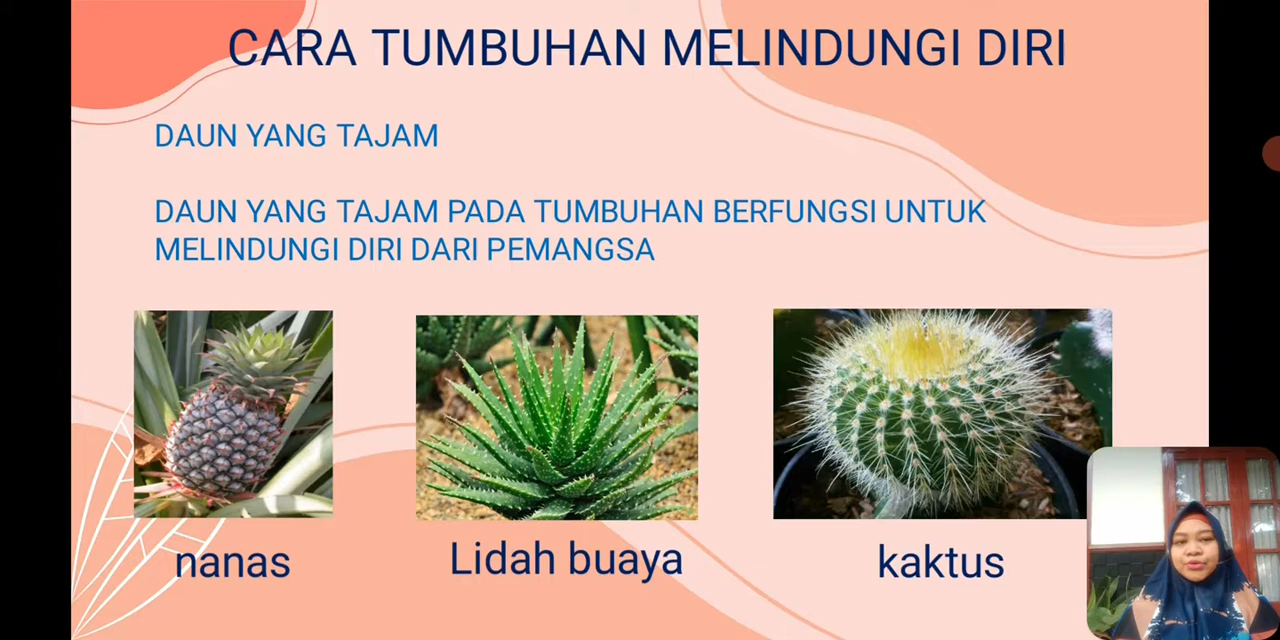 CARA TUMBUHAN MELINDUNGI DIRI
DAUN YANG TAJAM
DAUN YANG TAJAM PADA TUMBUHAN BERFUNGSI UNTUK
MELINDUNGI DIRI DARI PEMANGSA
nanas
Lidah buaya
kaktus